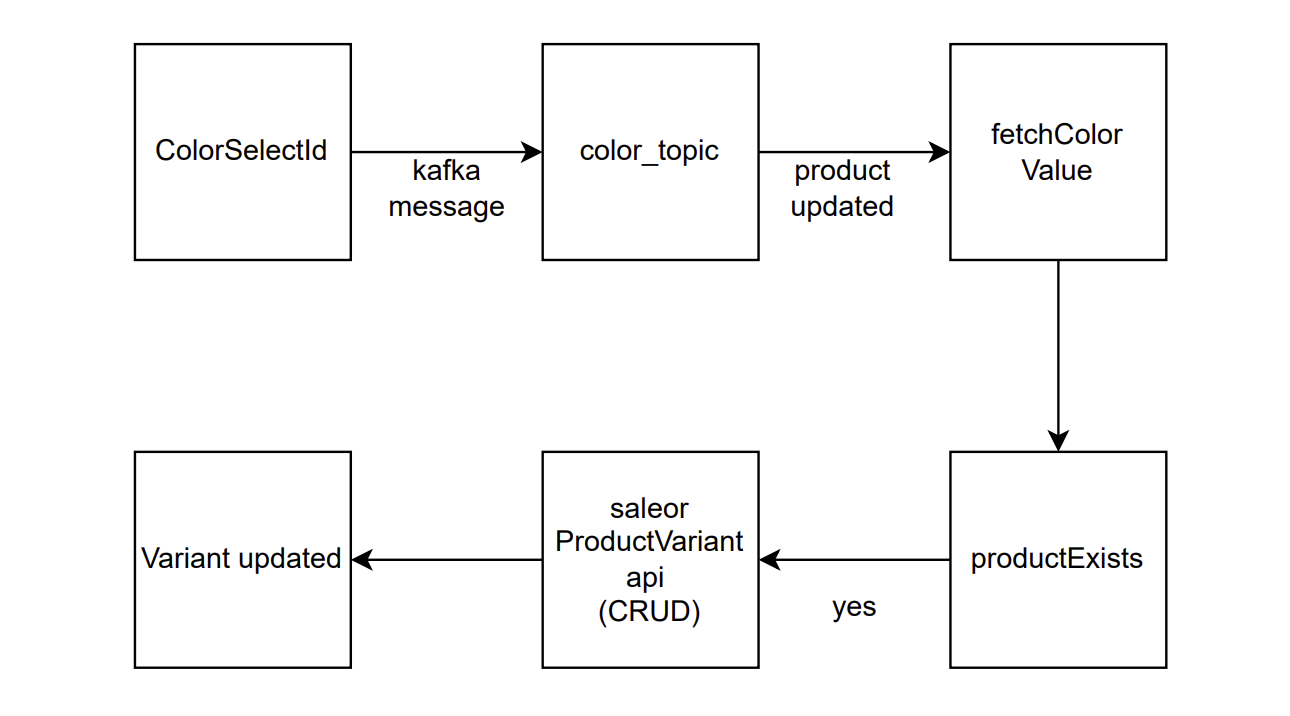 ColorSelectId
kafka
message
color_topic
product
updated
fetchColor
Value
productExists
yes
saleor
ProductVariant
api
(CRUD)
Variant updated